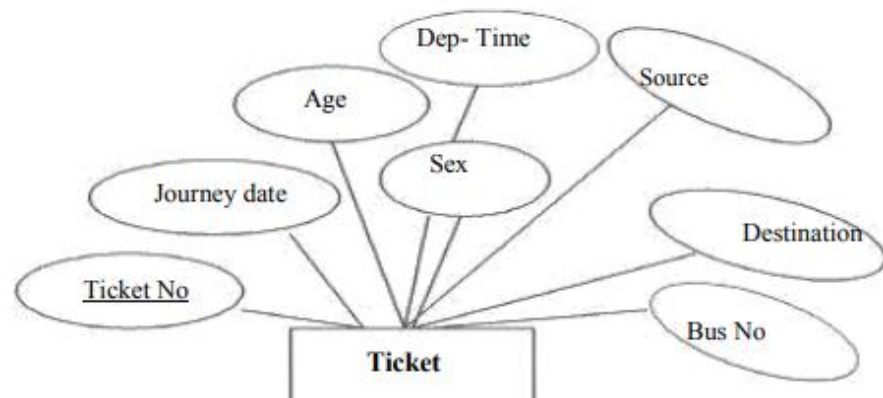 Dep- Time
Source
Age
Sex
Journey date
Destination
Ticket No
Bus No
Ticket